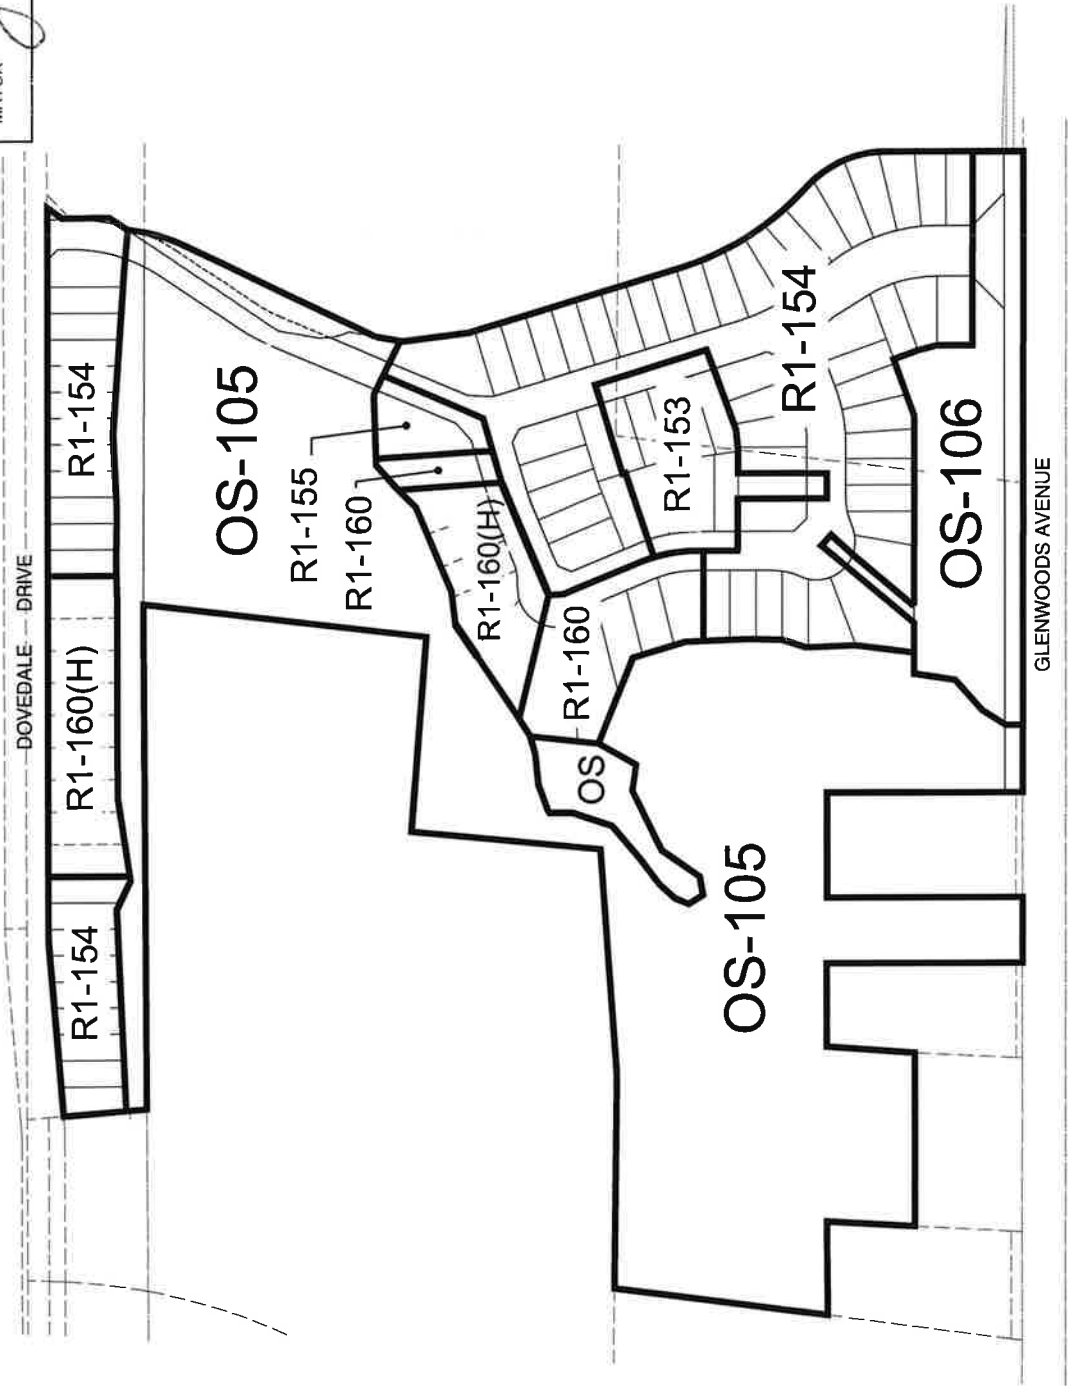 DOVEDALE DRIVE
R1-154
R1-160(H)
R1-154
OS-105
R1-155
R1-160
R1-160(H)
R1-160
OS
R1-153
R1-154
OS-105
OS-106
GLENWOODS AVENUE